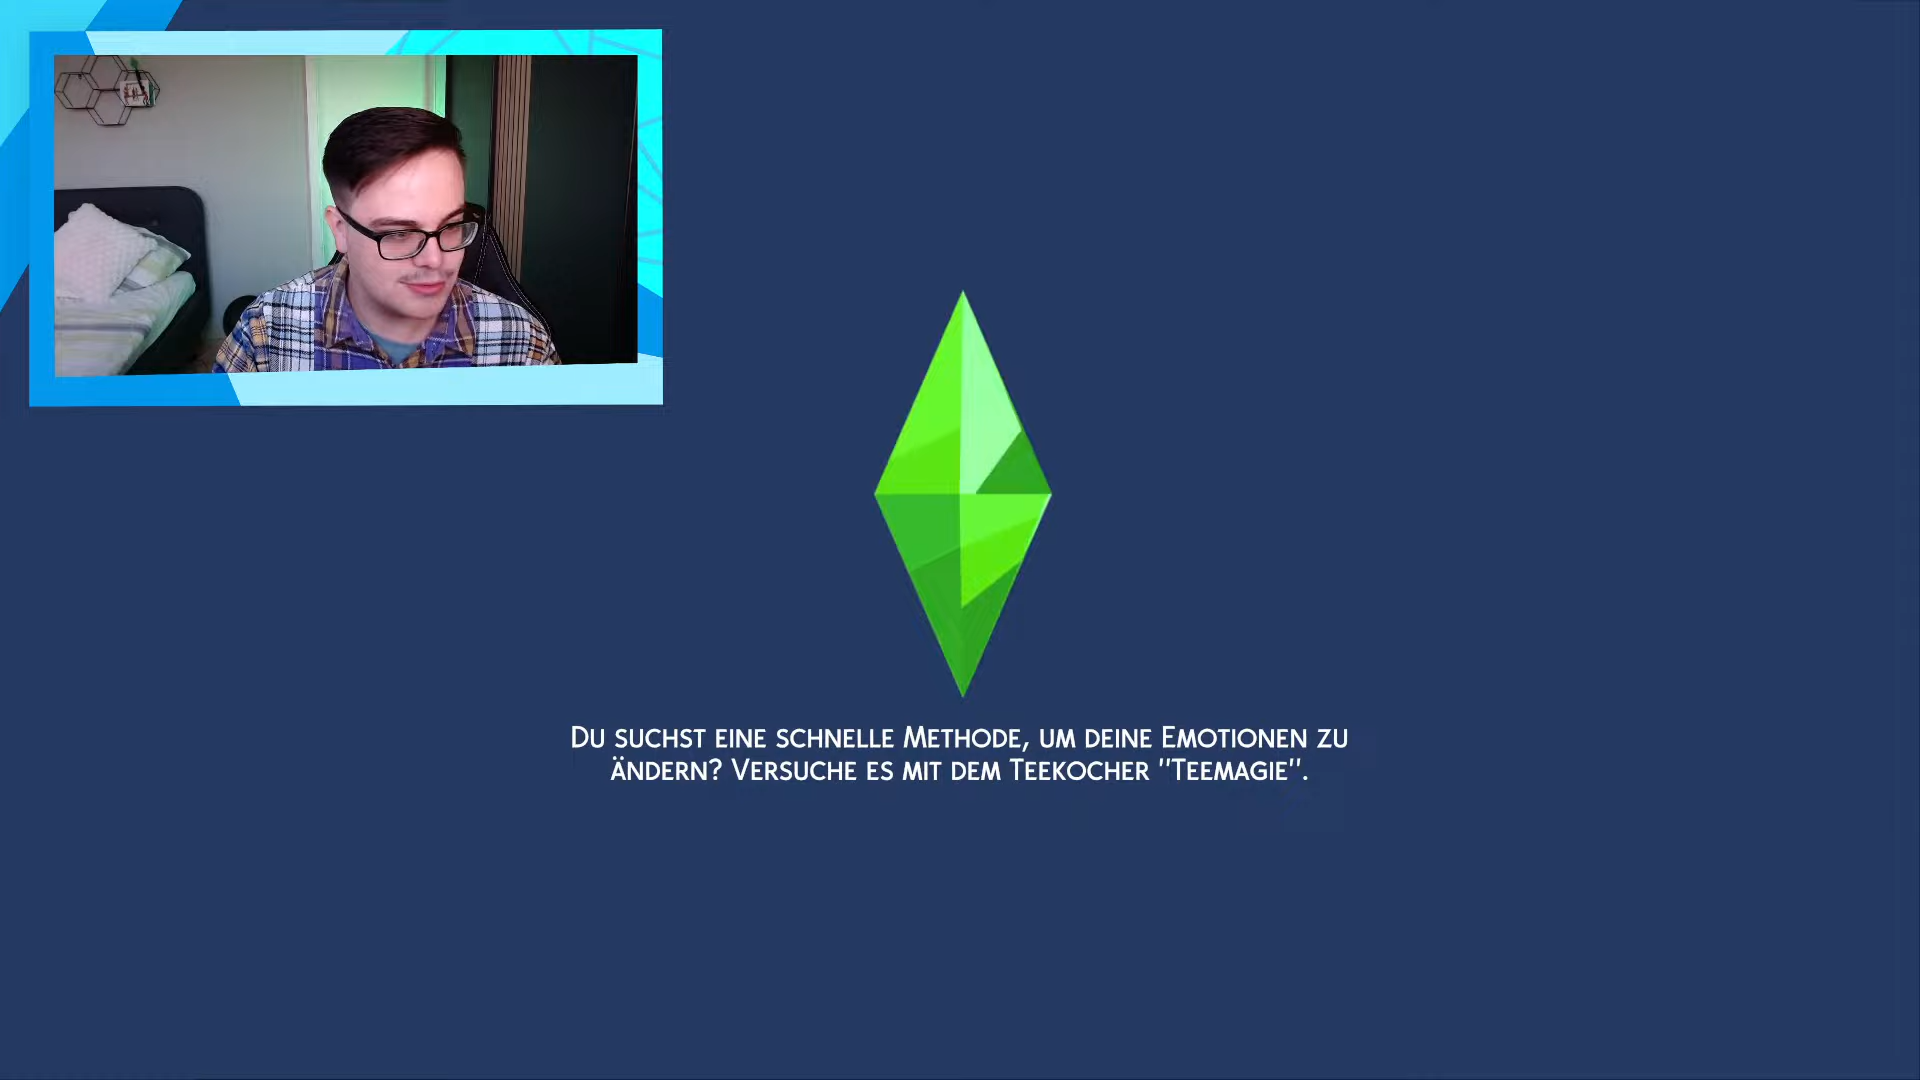 Du suchst eine schnelle Methode, um deine Emotionen zu
ändern? Versuche es mit dem Teekocher "Teemagie".